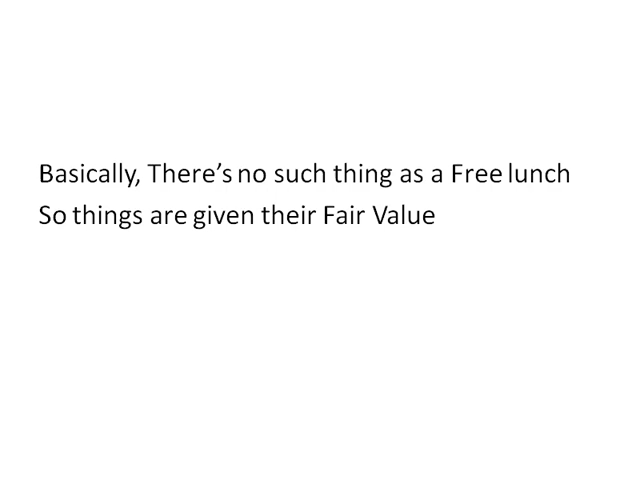 Basically, There’s no such thing as a Free lunch
So things are given their Fair Value